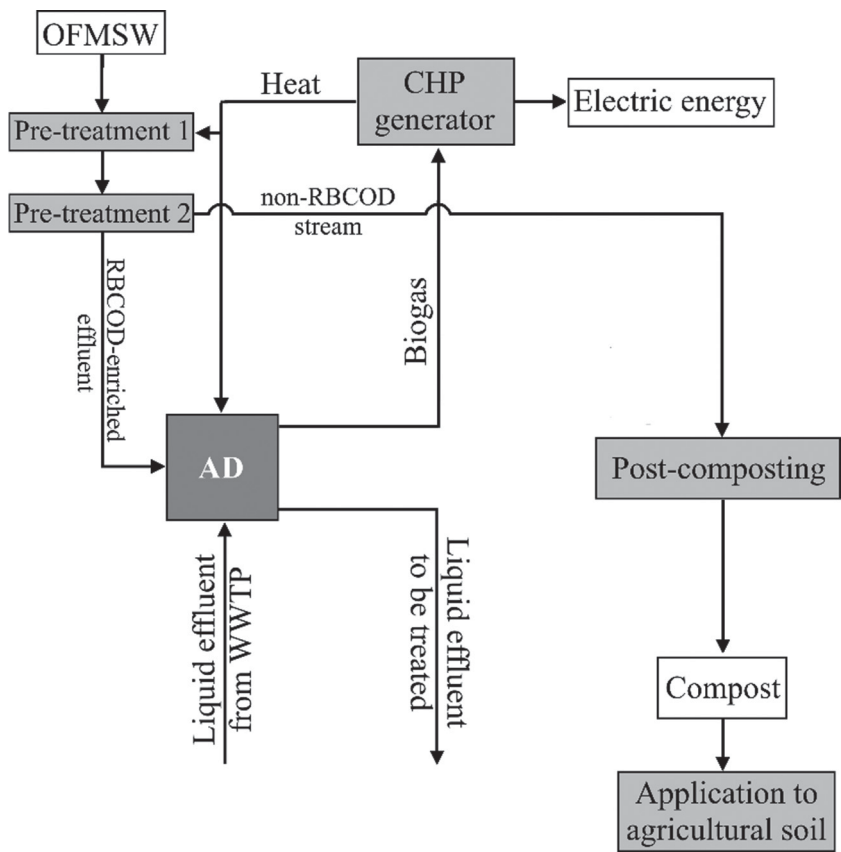 OFMSW
Heat
CHP
generator
Electric energy
Pre-treatment 1
Pre-treatment 2
non-RBCOD
stream
RBCOD-enriched
effluent
Biogas
AD
Post-composting
Liquid effluent
from WWTP
Liquid effluent
to be treated
Compost
Application to
agricultural soil